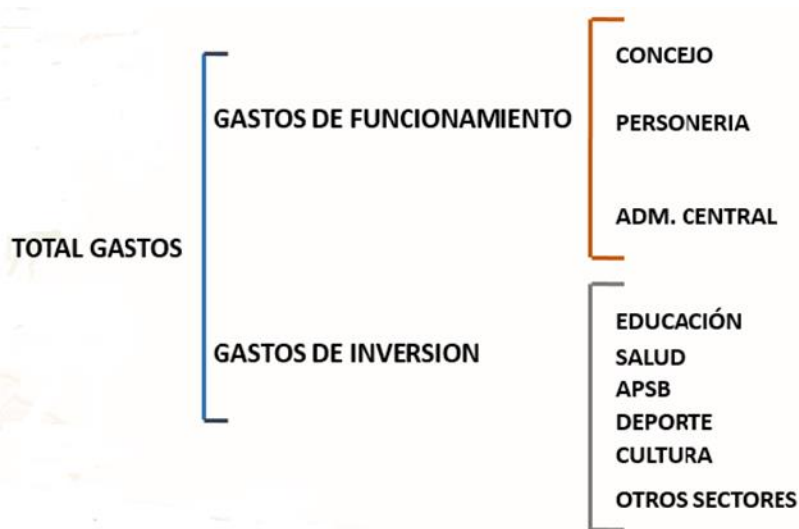 TOTAL GASTOS
GASTOS DE FUNCIONAMIENTO
CONCEJO
PERSONERIA
ADM. CENTRAL
GASTOS DE INVERSION
EDUCACIÓN
SALUD
APSB
DEPORTE
CULTURA
OTROS SECTORES